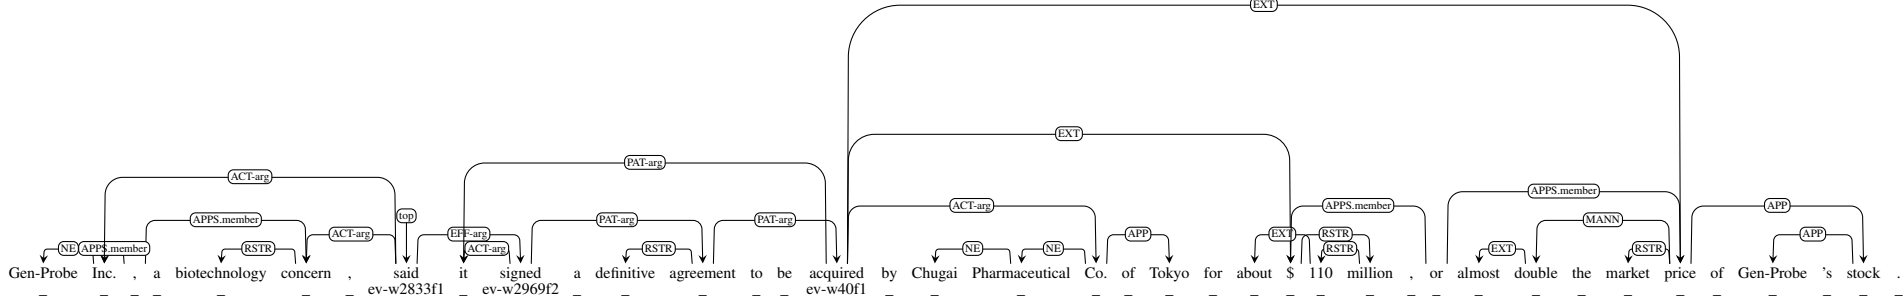 EXT
EXT
PAT-arg
ACT-arg
APPS.member
ACT-arg
APPS.member
top
PAT-arg
PAT-arg
APPS.member
MANN
APP
ACT-arg
EFF-arg
APP
EXT
RSTR
APP
NE
APPS.member
RSTR
ACT-arg
RSTR
NE
NE
RSTR
EXT
RSTR
Gen-Probe Inc. , a biotechnology concern , said it signed a definitive agreement to be acquired by Chugai Pharmaceutical Co. of Tokyo for about $ 110 million , or almost double the market price of Gen-Probe 's stock .
_ _ _ _ _ _ _ ev-w2833f1 _ ev-w2969f2 _ _ _ _ _ ev-w40f1 _ _ _ _ _ _ _ _ _ _ _ _ _ _ _ _ _ _ _ _ _ _ _